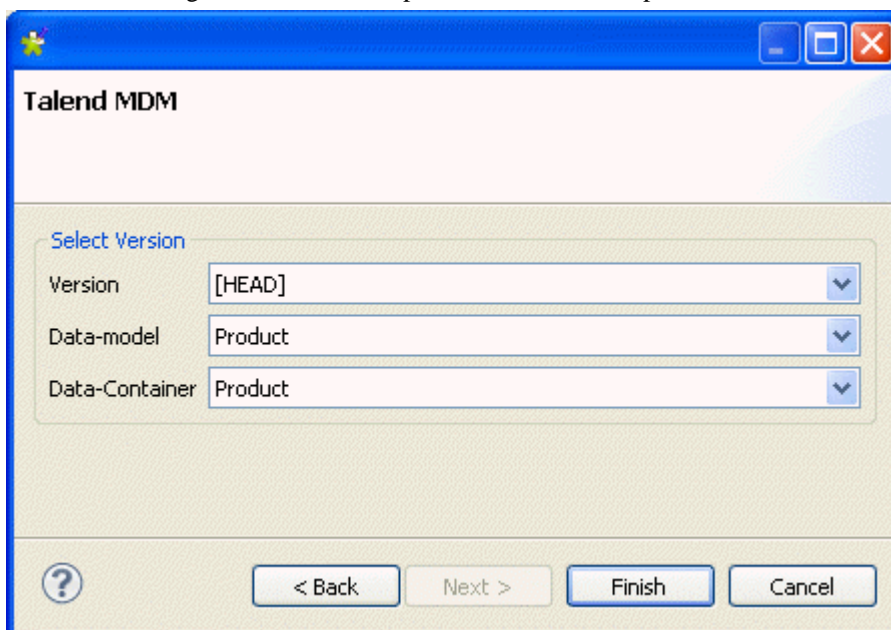 Talend MDM
Select Version
Version [HEAD]
Data-model Product
Data-Container Product
?
< Back Next > Finish Cancel